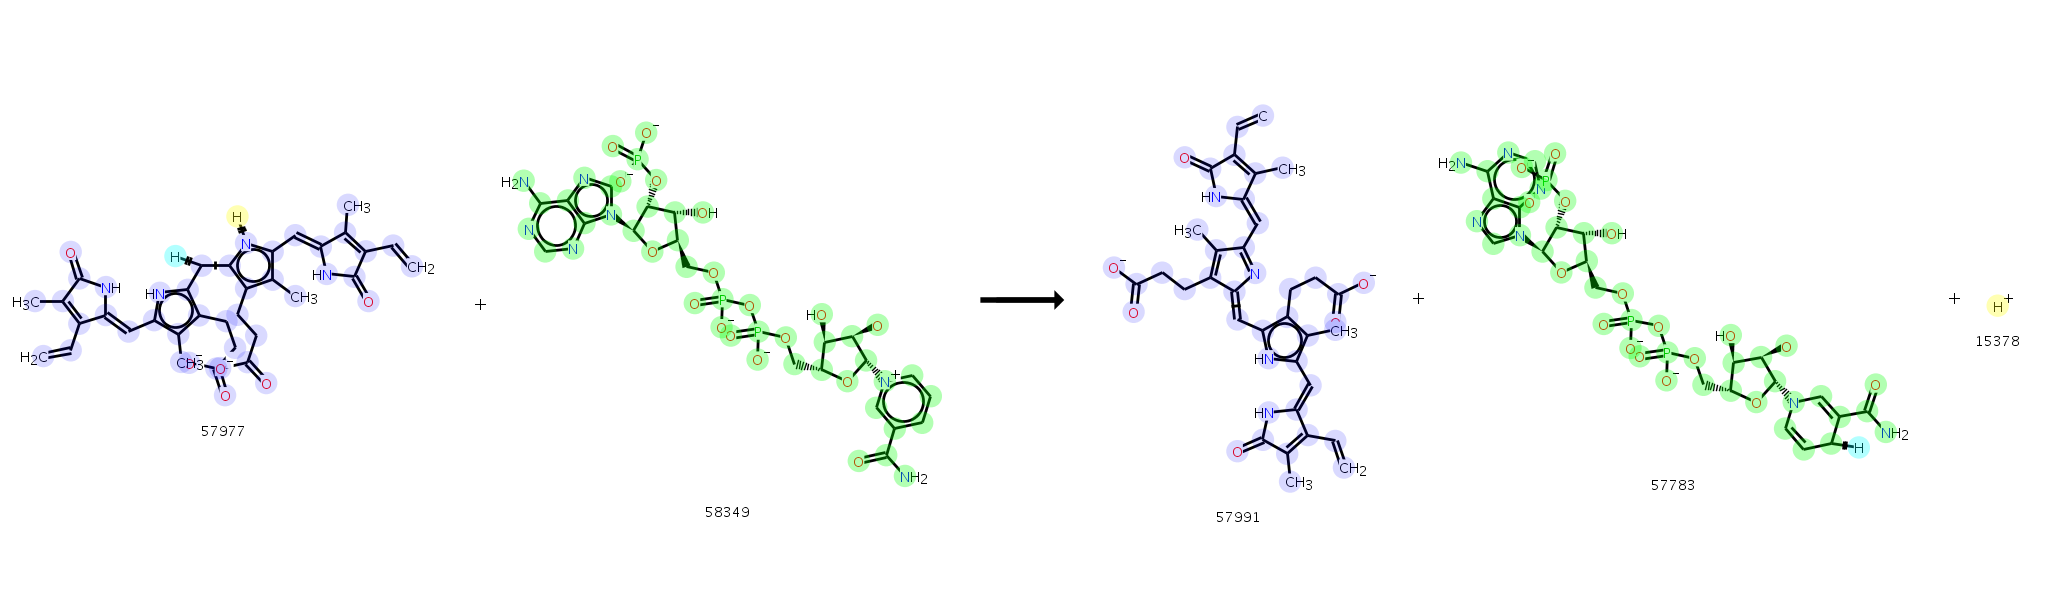 O NH H3C H2C HN CH3 O- O H H N CH3 CH3 HN O CH2
57977
+
H2N N N N N O O- P O- O OH O O O P O- O O P O- O HO O O N+ O NH2
58349
C O CH3 HN H3C N O- O O- O CH3 HN HN O CH3 CH2
57991
+
H2N N N N N O O- P O O OH O O O P O- O O P O- O HO O O N O NH2 H
57783
+
H+
15378